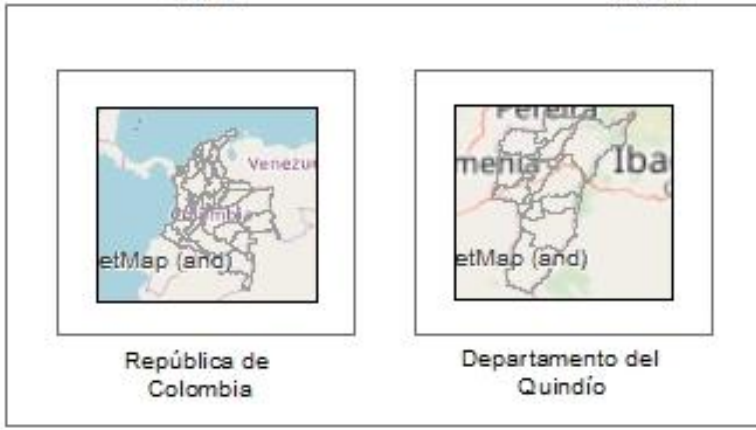 Pereira
Venezu
menia
Iba
Colombia
etMap (and)
etMap (and)
República de
Colombia
Departamento del
Quindío